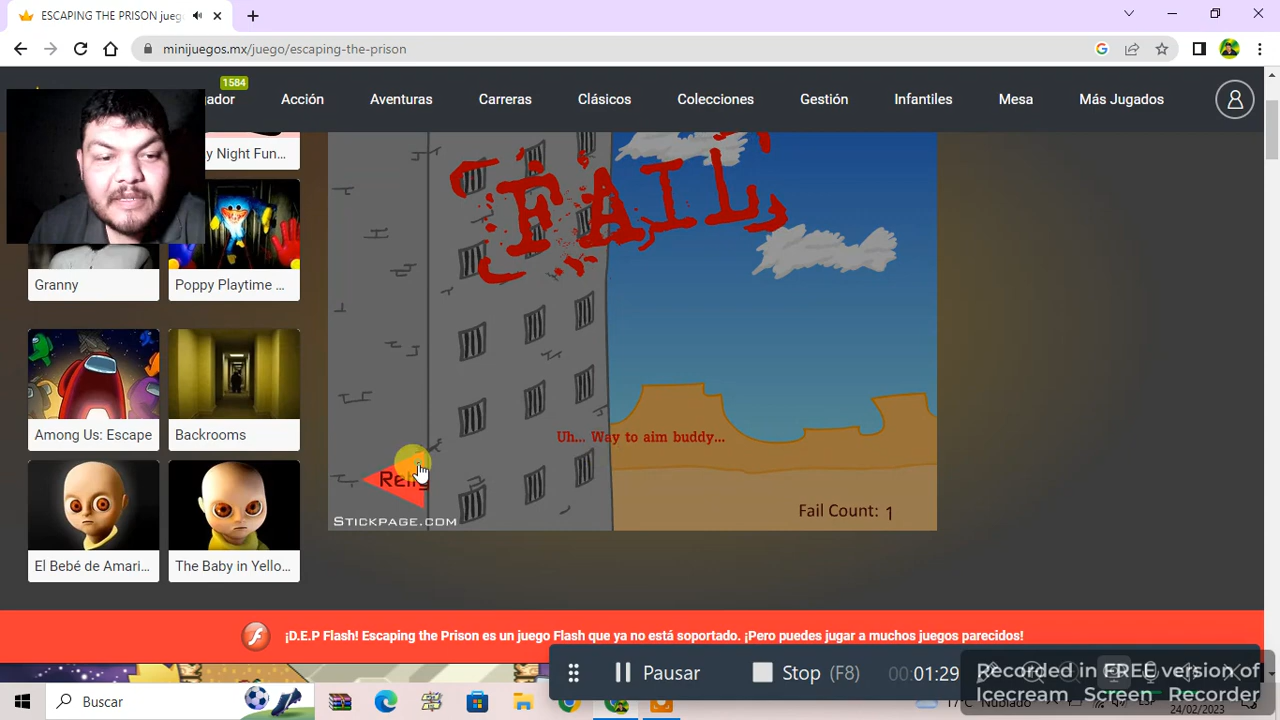 ESCAPING THE PRISON jueg
minijuegos.mx/juego/escaping-the-prison
1584
gador
Acción
Aventuras
Carreras
Clásicos
Colecciones
Gestión
Infantiles
Mesa
Más Jugados
y Night Fun...
Granny
Poppy Playtime ...
Among Us: Escape
Backrooms
El Bebé de Amari...
The Baby in Yello...
FAIL
Uh... Way to aim buddy...
STICKPAGE.COM
Fail Count: 1
¡D.E.P Flash! Escaping the Prison es un juego Flash que ya no está soportado. ¡Pero puedes jugar a muchos juegos parecidos!
Pausar
Stop (F8)
00:01:29
Recorded in FREE version of
Icecream Screen Recorder
Buscar
17°C Nublado
24/02/2023